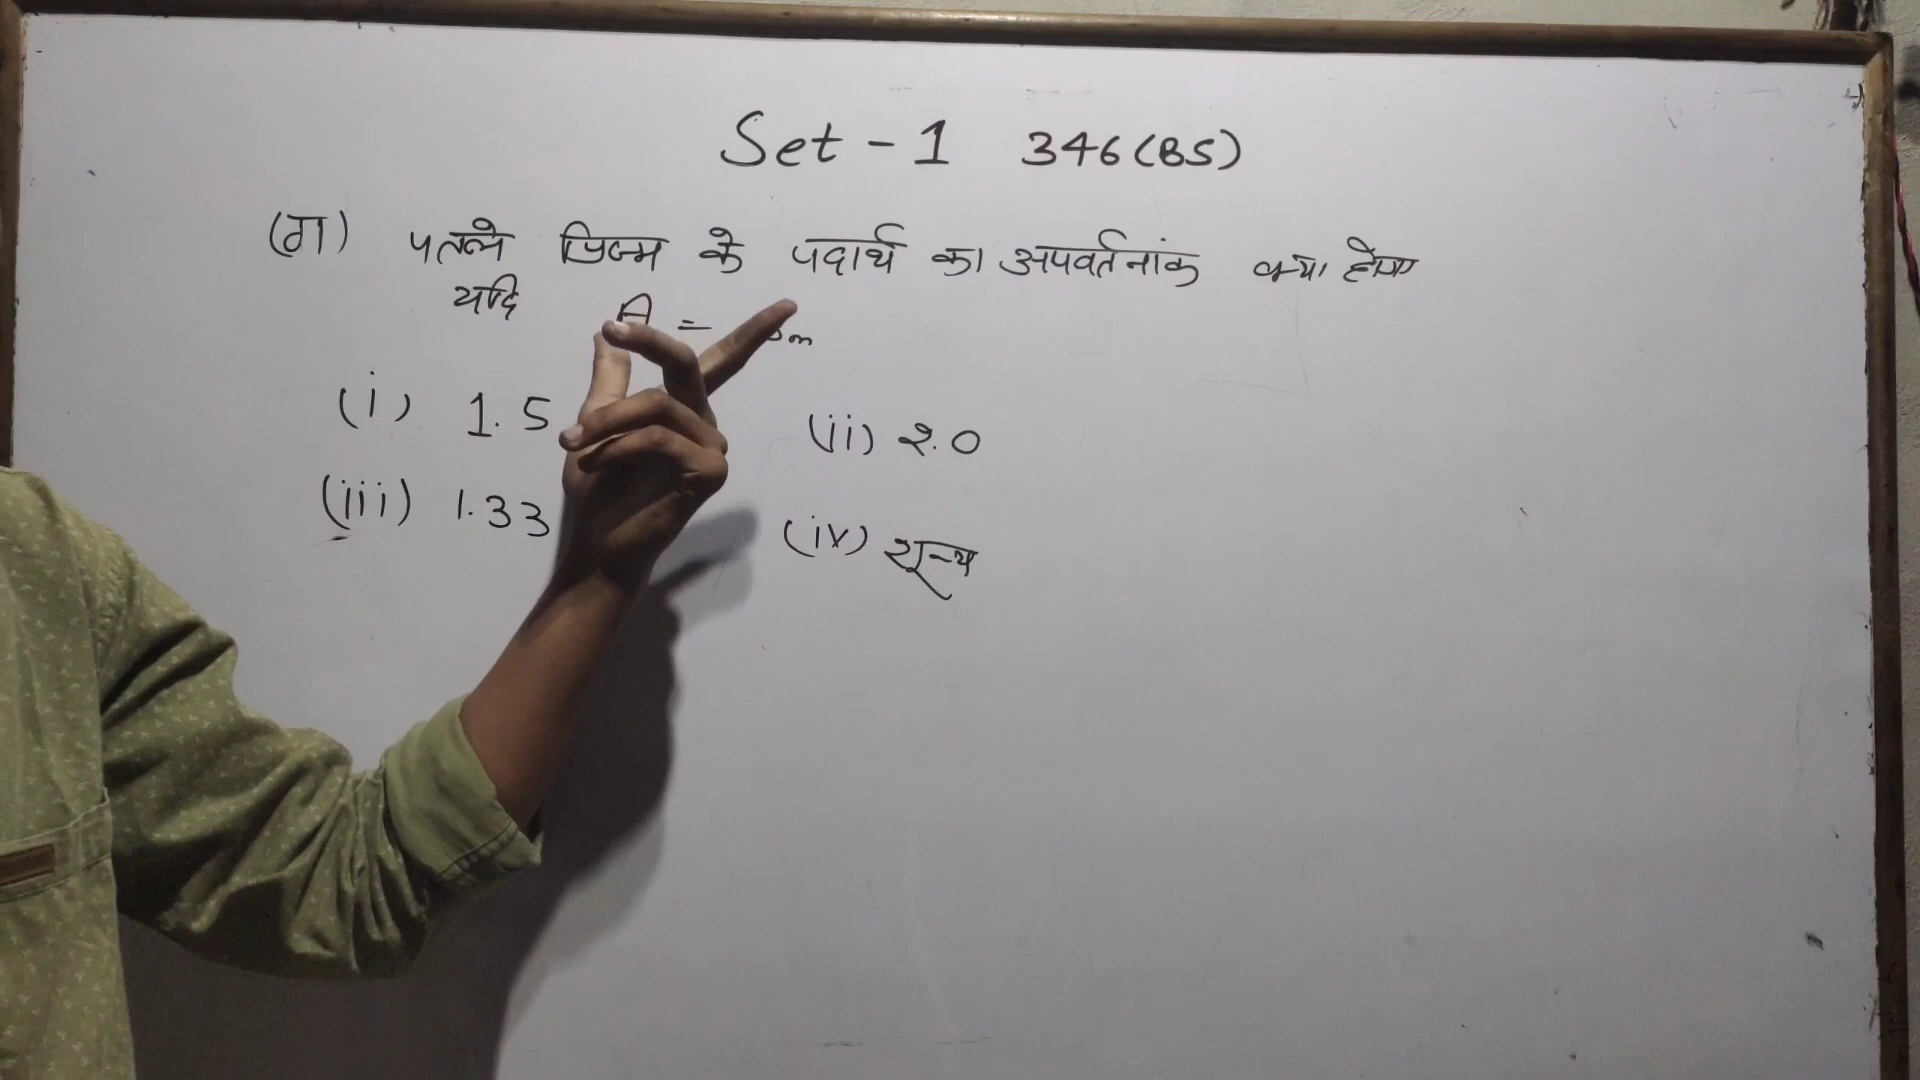 Set - 1 346(BS)
(ग) पतले प्रिज्म के पदार्थ का अपवर्तनांक क्या होगा
यदि A =
(i) 1.5 (ii) 2.0
(iii) 1.33 (iv) शून्य